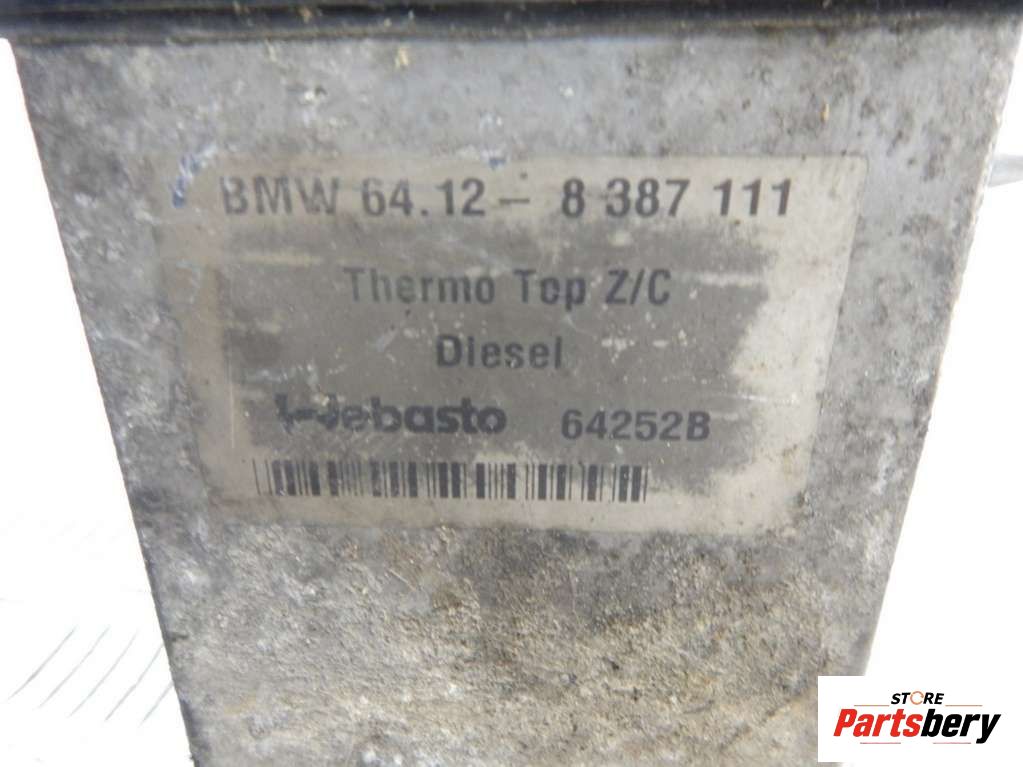 BMW 64.12 – 8 387 111
Thermo Top Z/C
Diesel
Webasto 64252B
STORE
Partsbery